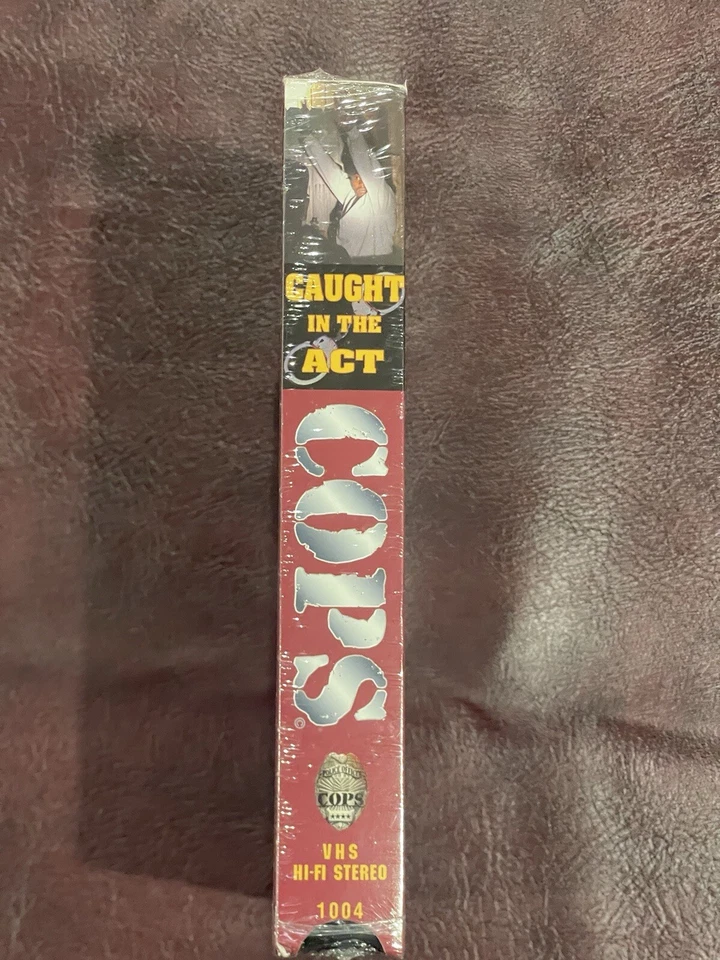 CAUGHT
IN THE
ACT
COPS
®
COPS
VHS
HI-FI STEREO
1004